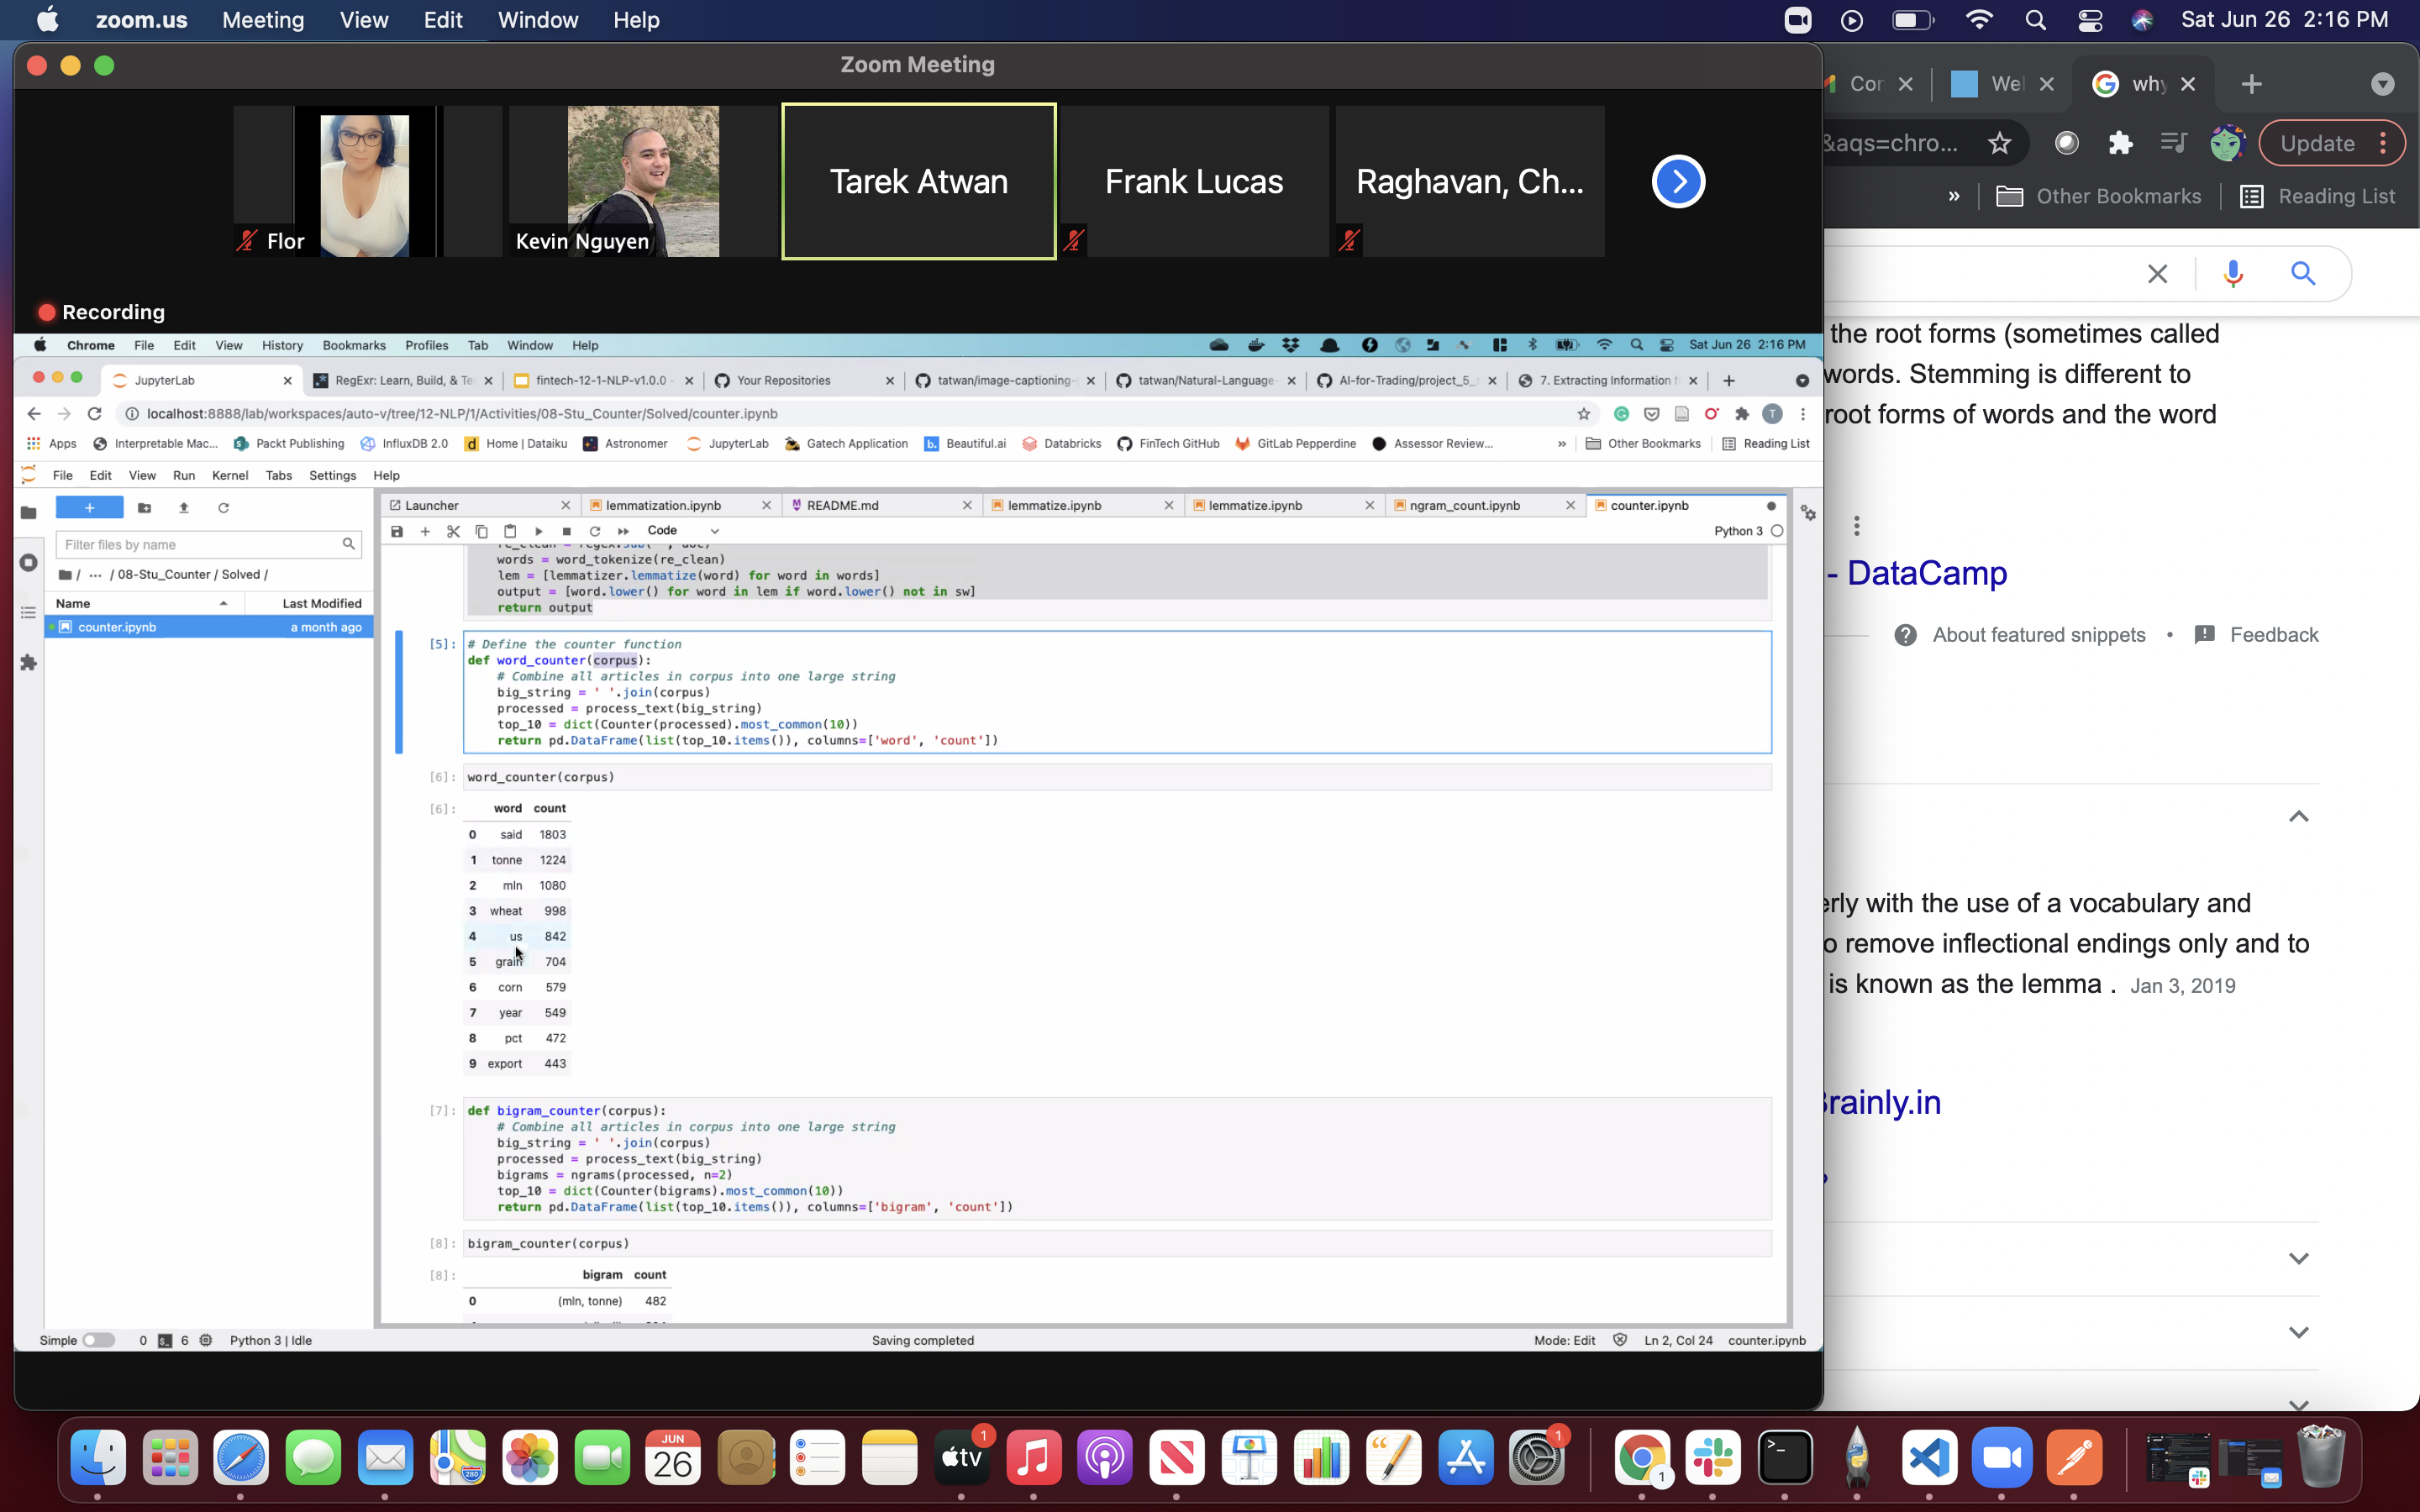 zoom.us Meeting View Edit Window Help Sat Jun 26 2:16 PM
Zoom Meeting
Flor
Kevin Nguyen
Tarek Atwan
Frank Lucas
Raghavan, Ch...
Recording
Chrome File Edit View History Bookmarks Profiles Tab Window Help Sat Jun 26 2:16 PM
JupyterLab RegExr: Learn, Build, & Te fintech-12-1-NLP-v1.0.0 - Your Repositories tatwan/image-captioning- tatwan/Natural-Language- AI-for-Trading/project_5_ 7. Extracting Information
localhost:8888/lab/workspaces/auto-v/tree/12-NLP/1/Activities/08-Stu_Counter/Solved/counter.ipynb T
Apps Interpretable Mac... Packt Publishing InfluxDB 2.0 Home | Dataiku Astronomer JupyterLab Gatech Application Beautiful.ai Databricks FinTech GitHub GitLab Pepperdine Assessor Review... » Other Bookmarks Reading List
File Edit View Run Kernel Tabs Settings Help
Launcher lemmatization.ipynb README.md lemmatize.ipynb lemmatize.ipynb ngram_count.ipynb counter.ipynb
Code Python 3
Filter files by name
/ ... / 08-Stu_Counter / Solved /
Name Last Modified
counter.ipynb a month ago
words = word_tokenize(re_clean)
lem = [lemmatizer.lemmatize(word) for word in words]
output = [word.lower() for word in lem if word.lower() not in sw]
return output
[5]: # Define the counter function
def word_counter(corpus):
# Combine all articles in corpus into one large string
big_string = ' '.join(corpus)
processed = process_text(big_string)
top_10 = dict(Counter(processed).most_common(10))
return pd.DataFrame(list(top_10.items()), columns=['word', 'count'])
[6]: word_counter(corpus)
[6]: word count
0 said 1803
1 tonne 1224
2 mln 1080
3 wheat 998
4 us 842
5 grain 704
6 corn 579
7 year 549
8 pct 472
9 export 443
[7]: def bigram_counter(corpus):
# Combine all articles in corpus into one large string
big_string = ' '.join(corpus)
processed = process_text(big_string)
bigrams = ngrams(processed, n=2)
top_10 = dict(Counter(bigrams).most_common(10))
return pd.DataFrame(list(top_10.items()), columns=['bigram', 'count'])
[8]: bigram_counter(corpus)
[8]: bigram count
0 (mln, tonne) 482
Simple 0 6 Python 3 | Idle Saving completed Mode: Edit Ln 2, Col 24 counter.ipynb
Cor Wel why
&aqs=chro... Update
» Other Bookmarks Reading List
the root forms (sometimes called
words. Stemming is different to
root forms of words and the word
- DataCamp
About featured snippets • Feedback
erly with the use of a vocabulary and
o remove inflectional endings only and to
is known as the lemma . Jan 3, 2019
Brainly.in
JUN
26
280
tv
1
1
1